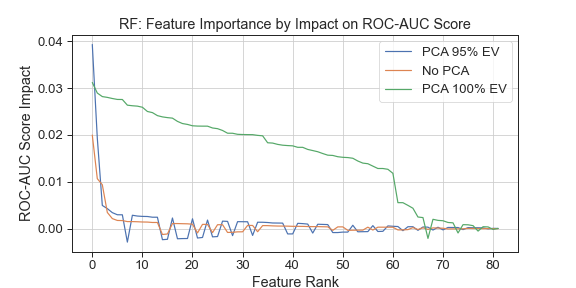 RF: Feature Importance by Impact on ROC-AUC Score
PCA 95% EV
No PCA
PCA 100% EV
ROC-AUC Score Impact
0.04
0.03
0.02
0.01
0.00
0 10 20 30 40 50 60 70 80
Feature Rank